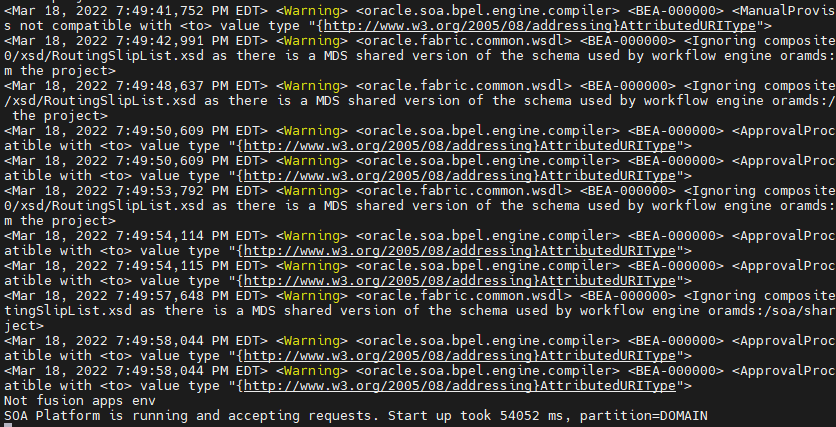 <Mar 18, 2022 7:49:41,752 PM EDT> <Warning> <oracle.soa.bpel.engine.compiler> <BEA-000000> <ManualProvis
s not compatible with <to> value type "{http://www.w3.org/2005/08/addressing}AttributedURIType">
<Mar 18, 2022 7:49:42,991 PM EDT> <Warning> <oracle.fabric.common.wsdl> <BEA-000000> <Ignoring composite
0/xsd/RoutingSlipList.xsd as there is a MDS shared version of the schema used by workflow engine oramds:
m the project>
<Mar 18, 2022 7:49:48,637 PM EDT> <Warning> <oracle.fabric.common.wsdl> <BEA-000000> <Ignoring composite
/xsd/RoutingSlipList.xsd as there is a MDS shared version of the schema used by workflow engine oramds:/
 the project>
<Mar 18, 2022 7:49:50,609 PM EDT> <Warning> <oracle.soa.bpel.engine.compiler> <BEA-000000> <ApprovalProc
atible with <to> value type "{http://www.w3.org/2005/08/addressing}AttributedURIType">
<Mar 18, 2022 7:49:50,609 PM EDT> <Warning> <oracle.soa.bpel.engine.compiler> <BEA-000000> <ApprovalProc
atible with <to> value type "{http://www.w3.org/2005/08/addressing}AttributedURIType">
<Mar 18, 2022 7:49:53,792 PM EDT> <Warning> <oracle.fabric.common.wsdl> <BEA-000000> <Ignoring composite
0/xsd/RoutingSlipList.xsd as there is a MDS shared version of the schema used by workflow engine oramds:
m the project>
<Mar 18, 2022 7:49:54,114 PM EDT> <Warning> <oracle.soa.bpel.engine.compiler> <BEA-000000> <ApprovalProc
atible with <to> value type "{http://www.w3.org/2005/08/addressing}AttributedURIType">
<Mar 18, 2022 7:49:54,115 PM EDT> <Warning> <oracle.soa.bpel.engine.compiler> <BEA-000000> <ApprovalProc
atible with <to> value type "{http://www.w3.org/2005/08/addressing}AttributedURIType">
<Mar 18, 2022 7:49:57,648 PM EDT> <Warning> <oracle.fabric.common.wsdl> <BEA-000000> <Ignoring composite
tingSlipList.xsd as there is a MDS shared version of the schema used by workflow engine oramds:/soa/shar
ject>
<Mar 18, 2022 7:49:58,044 PM EDT> <Warning> <oracle.soa.bpel.engine.compiler> <BEA-000000> <ApprovalProc
atible with <to> value type "{http://www.w3.org/2005/08/addressing}AttributedURIType">
<Mar 18, 2022 7:49:58,044 PM EDT> <Warning> <oracle.soa.bpel.engine.compiler> <BEA-000000> <ApprovalProc
atible with <to> value type "{http://www.w3.org/2005/08/addressing}AttributedURIType">
Not fusion apps env
SOA Platform is running and accepting requests. Start up took 54052 ms, partition=DOMAIN